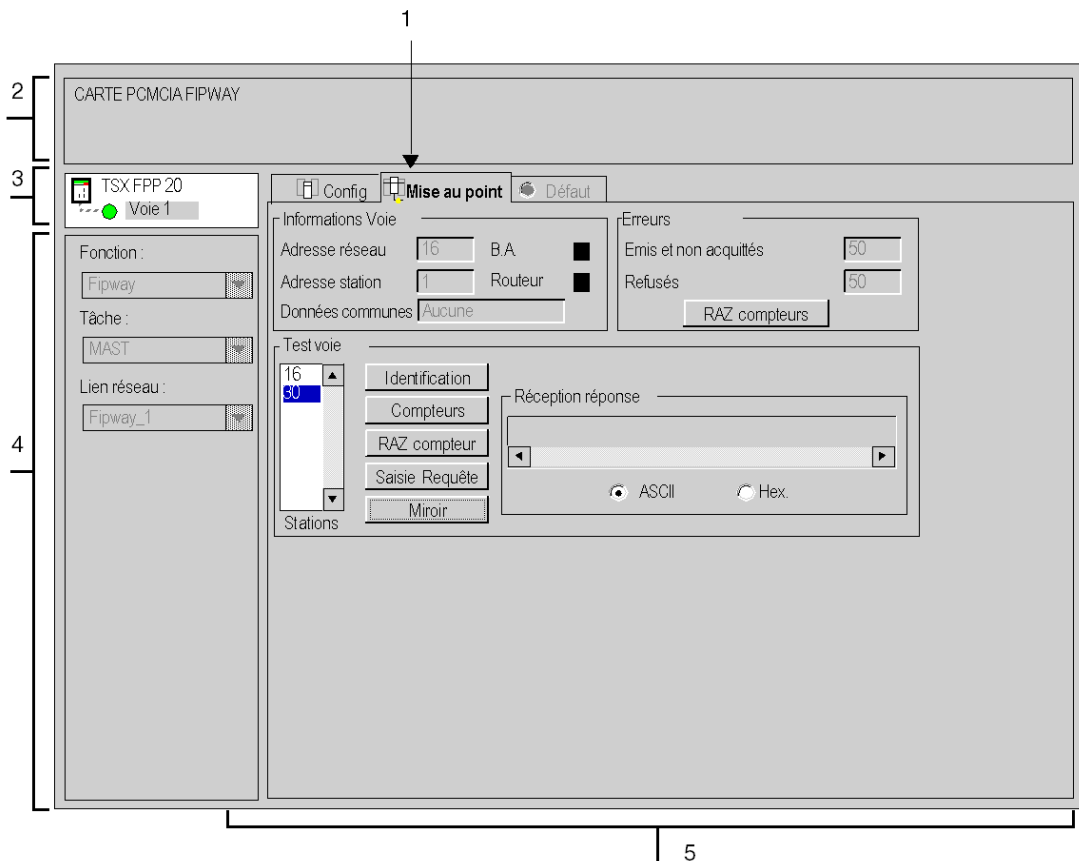 1
2
CARTE PCMCIA FIPWAY
3
TSX FPP 20
Voie 1
Config
Mise au point
Défaut
4
Fonction :
Fipway
Tâche :
MAST
Lien réseau :
Fipway_1
Informations Voie
Adresse réseau 16 B.A.
Adresse station 1 Routeur
Données communes Aucune
Erreurs
Emis et non acquittés 50
Refusés 50
RAZ compteurs
Test voie
16
30
Stations
Identification
Compteurs
RAZ compteur
Saisie Requête
Miroir
Réception réponse
ASCII Hex.
5